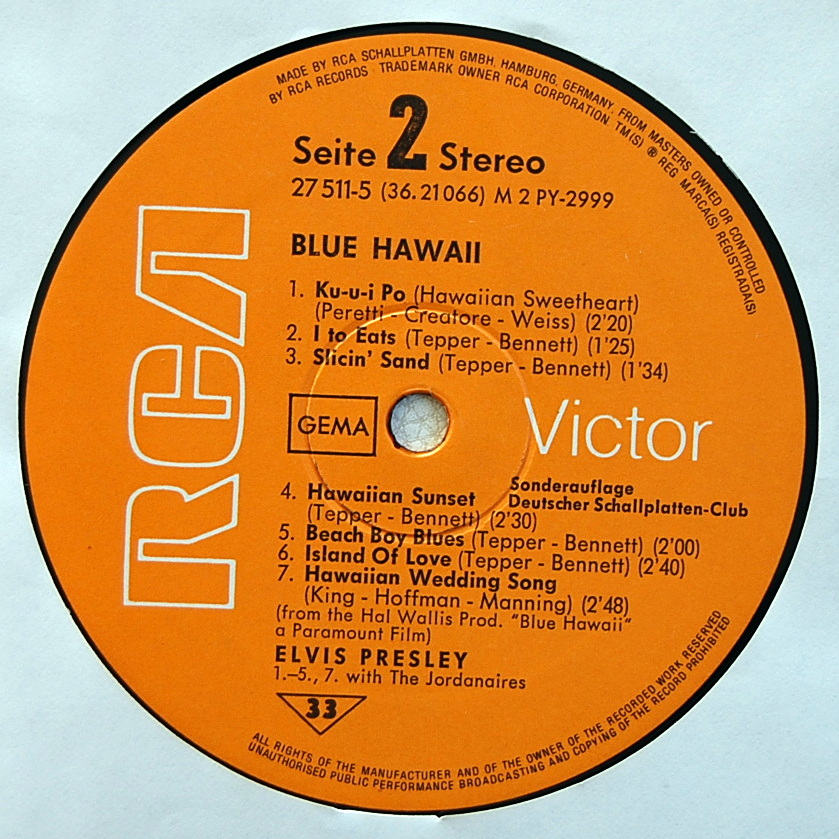 MADE BY RCA SCHALLPLATTEN GMBH, HAMBURG, GERMANY, FROM MASTERS OWNED OR CONTROLLED
BY RCA RECORDS · TRADEMARK OWNER RCA CORPORATION TM(S) ® REG MARCA(S) REGISTRADA(S)
Seite 2 Stereo
27 511-5 (36.21066) M 2 PY-2999
RCA
BLUE HAWAII
1. Ku-u-i Po (Hawaiian Sweetheart)
(Peretti - Creatore - Weiss) (2'20)
2. I to Eats (Tepper - Bennett) (1'25)
3. Slicin' Sand (Tepper - Bennett) (1'34)
GEMA
Victor
Sonderauflage
Deutscher Schallplatten-Club
4. Hawaiian Sunset
(Tepper - Bennett) (2'30)
5. Beach Boy Blues (Tepper - Bennett) (2'00)
6. Island Of Love (Tepper - Bennett) (2'40)
7. Hawaiian Wedding Song
(King - Hoffman - Manning) (2'48)
(from the Hal Wallis Prod. "Blue Hawaii"
a Paramount Film)
ELVIS PRESLEY
1.–5., 7. with The Jordanaires
33
ALL RIGHTS OF THE MANUFACTURER AND OF THE OWNER OF THE RECORDED WORK RESERVED
UNAUTHORISED PUBLIC PERFORMANCE BROADCASTING AND COPYING OF THE RECORD PROHIBITED